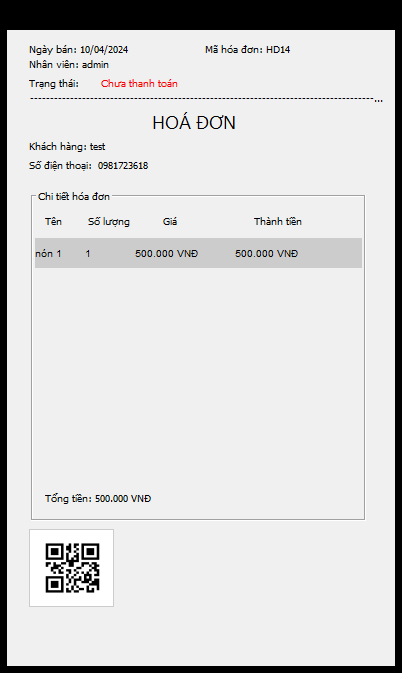 Ngày bán: 10/04/2024 Mã hóa đơn: HD14
Nhân viên: admin
Trạng thái: Chưa thanh toán
------------------------------------------------------------------------------------...
HOÁ ĐƠN
Khách hàng: test
Số điện thoại: 0981723618
Chi tiết hóa đơn
Tên Số lượng Giá Thành tiền
nón 1 1 500.000 VNĐ 500.000 VNĐ
Tổng tiền: 500.000 VNĐ